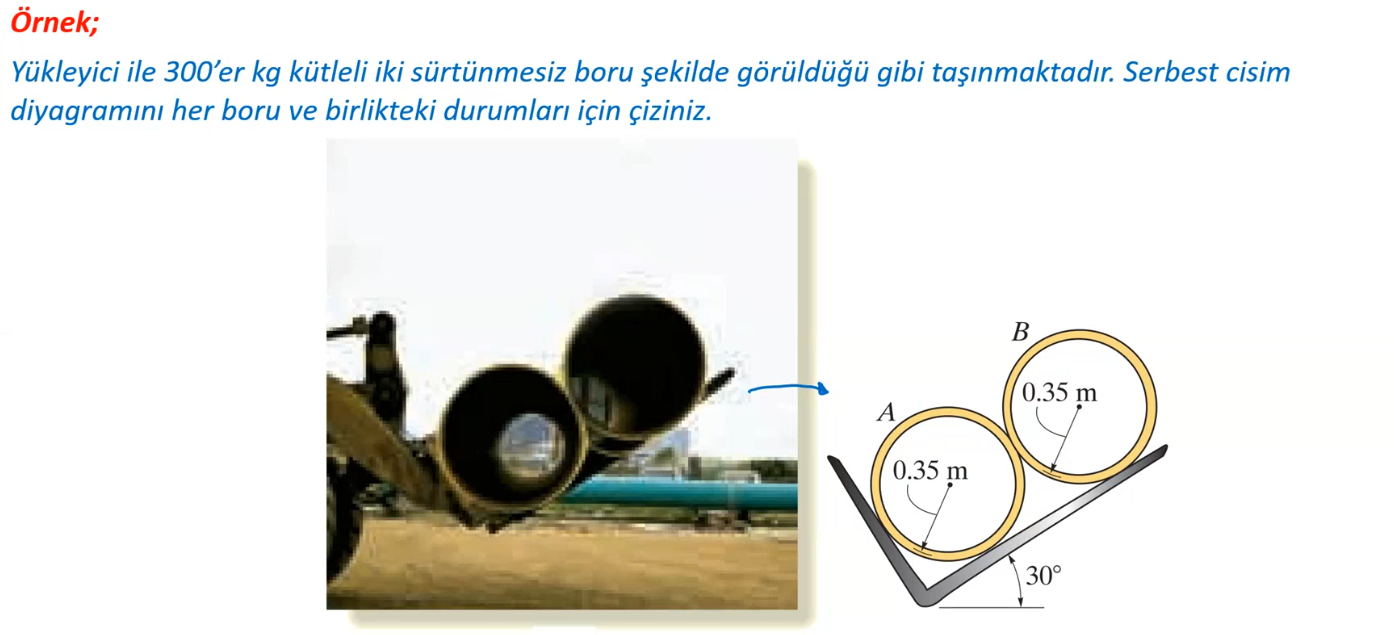 Örnek;
Yükleyici ile 300'er kg kütleli iki sürtünmesiz boru şekilde görüldüğü gibi taşınmaktadır. Serbest cisim
diyagramını her boru ve birlikteki durumları için çiziniz.
B
0.35 m
A
0.35 m
30°